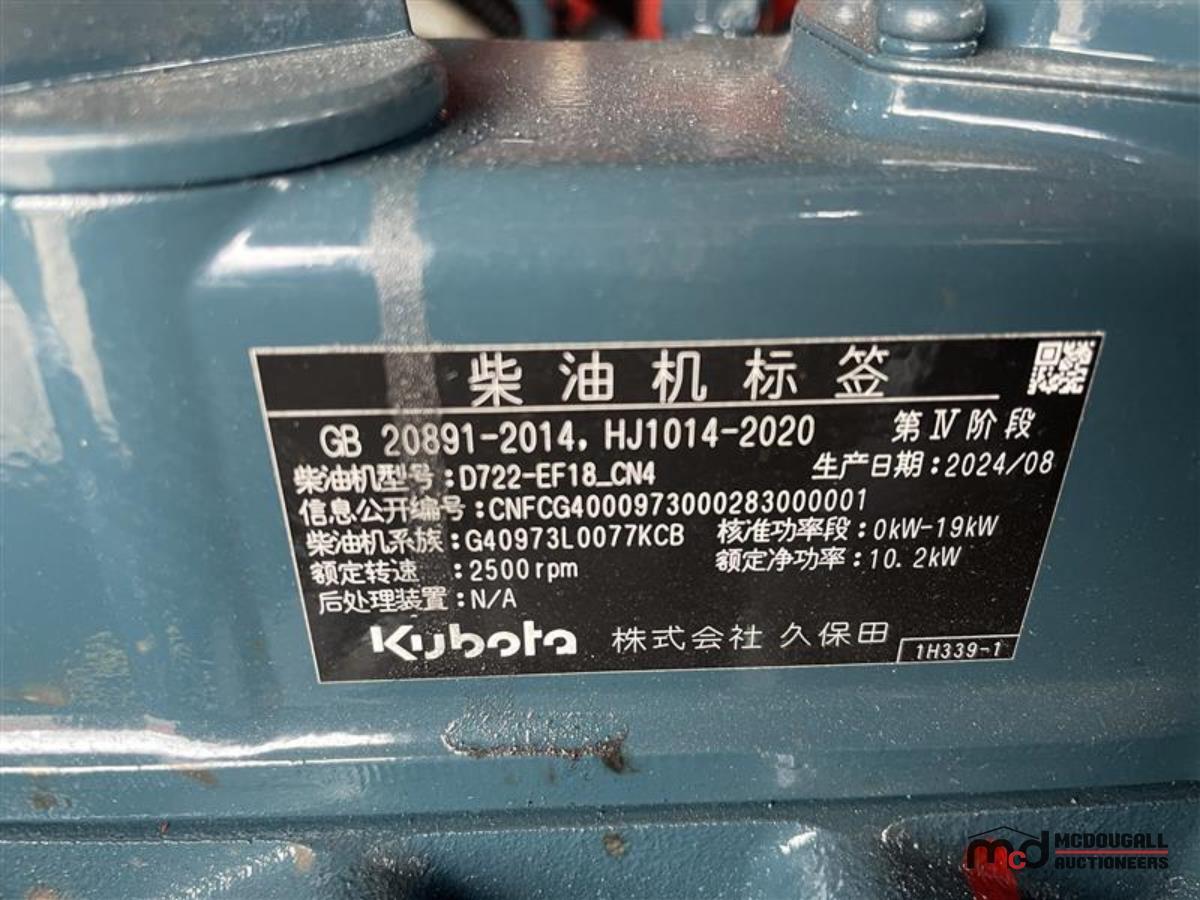 柴油机标签
GB 20891-2014, HJ1014-2020 第Ⅳ阶段
柴油机型号:D722-EF18_CN4 生产日期:2024/08
信息公开编号:CNFCG40009730002830000​01
柴油机系族:G40973L0077KCB 核准功率段:0kW-19kW
额定转速 :2500rpm 额定净功率:10.2kW
后处理装置:N/A
Kubota 株式会社 久保田 1H339-1
mcd MCDOUGALL
AUCTIONEERS